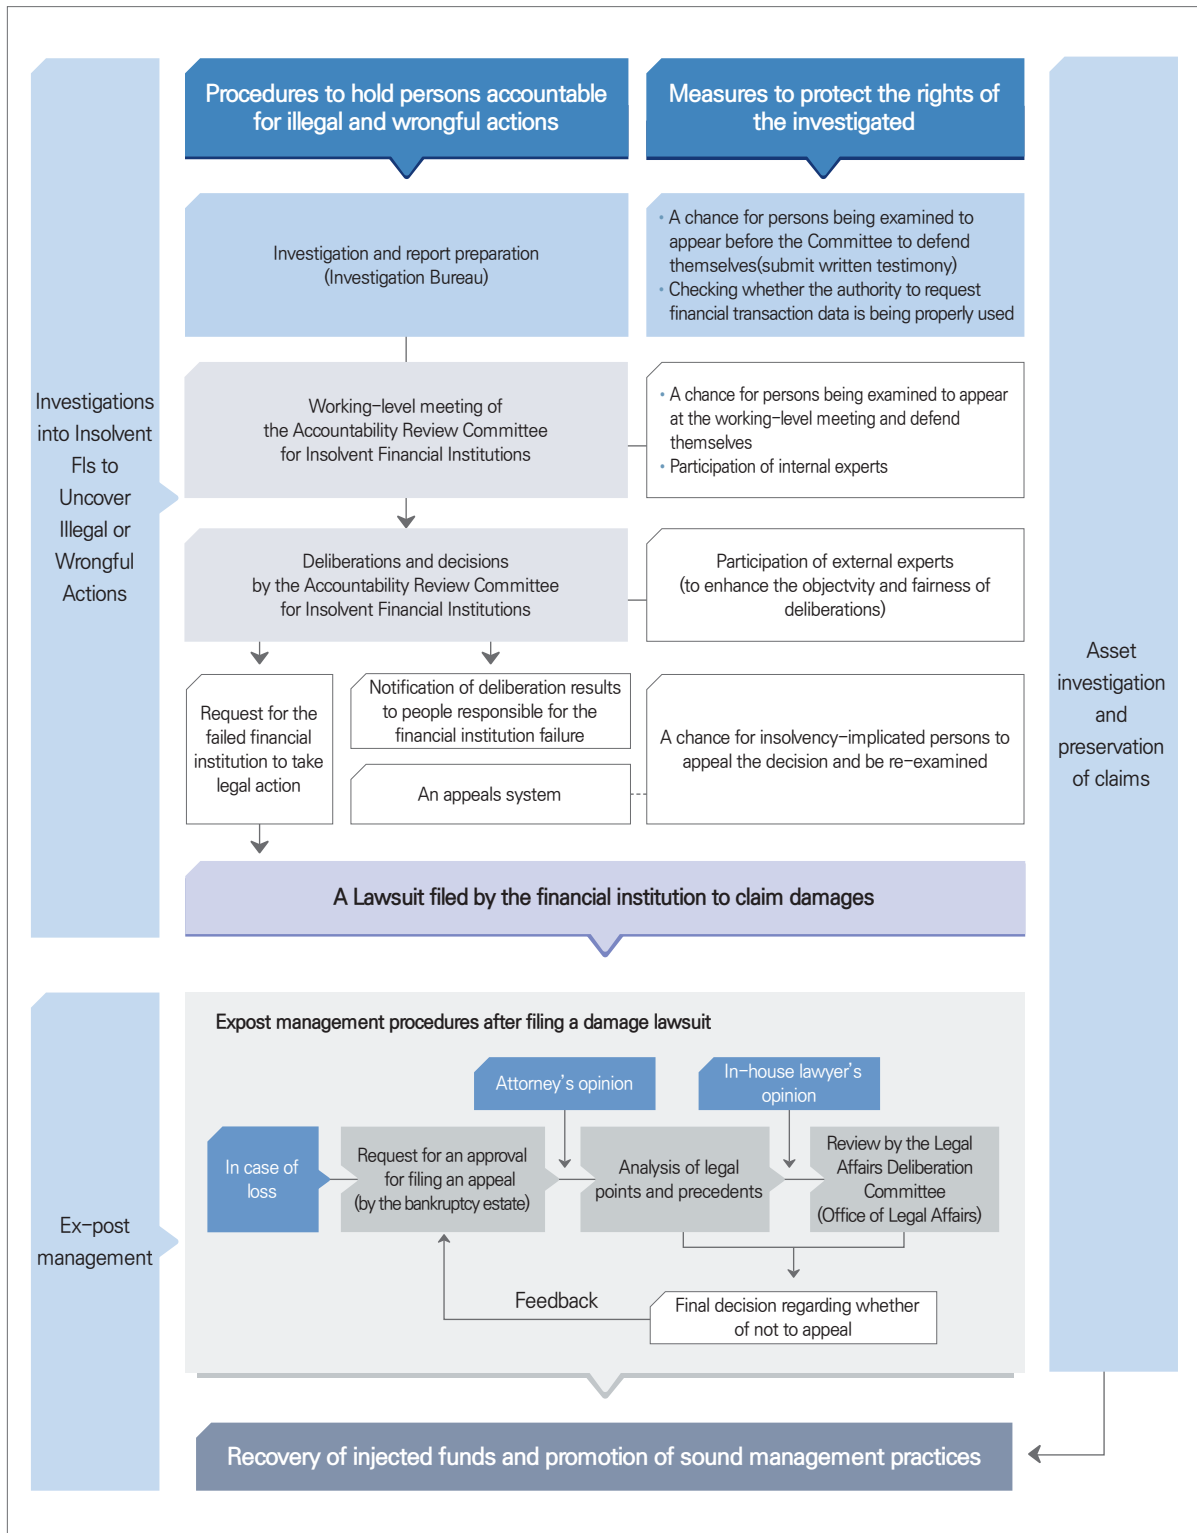 Procedures to hold persons accountable
for illegal and wrongful actions
Measures to protect the rights of
the investigated
Investigations
into Insolvent
FIs to
Uncover
Illegal or
Wrongful
Actions
Investigation and report preparation
(Investigation Bureau)
• A chance for persons being examined to
appear before the Committee to defend
themselves(submit written testimony)
• Checking whether the authority to request
financial transaction data is being properly used
Working-level meeting of
the Accountability Review Committee
for Insolvent Financial Institutions
• A chance for persons being examined to appear
at the working-level meeting and defend
themselves
• Participation of internal experts
Deliberations and decisions
by the Accountability Review Committee
for Insolvent Financial Institutions
Participation of external experts
(to enhance the objectvity and fairness of
deliberations)
Request for the
failed financial
institution to take
legal action
Notification of deliberation results
to people responsible for the
financial institution failure
An appeals system
A chance for insolvency-implicated persons to
appeal the decision and be re-examined
Asset
investigation
and
preservation
of claims
A Lawsuit filed by the financial institution to claim damages
Ex-post
management
Expost management procedures after filing a damage lawsuit
Attorney's opinion
In-house lawyer's
opinion
In case of
loss
Request for an approval
for filing an appeal
(by the bankruptcy estate)
Analysis of legal
points and precedents
Review by the Legal
Affairs Deliberation
Committee
(Office of Legal Affairs)
Feedback
Final decision regarding whether
of not to appeal
Recovery of injected funds and promotion of sound management practices